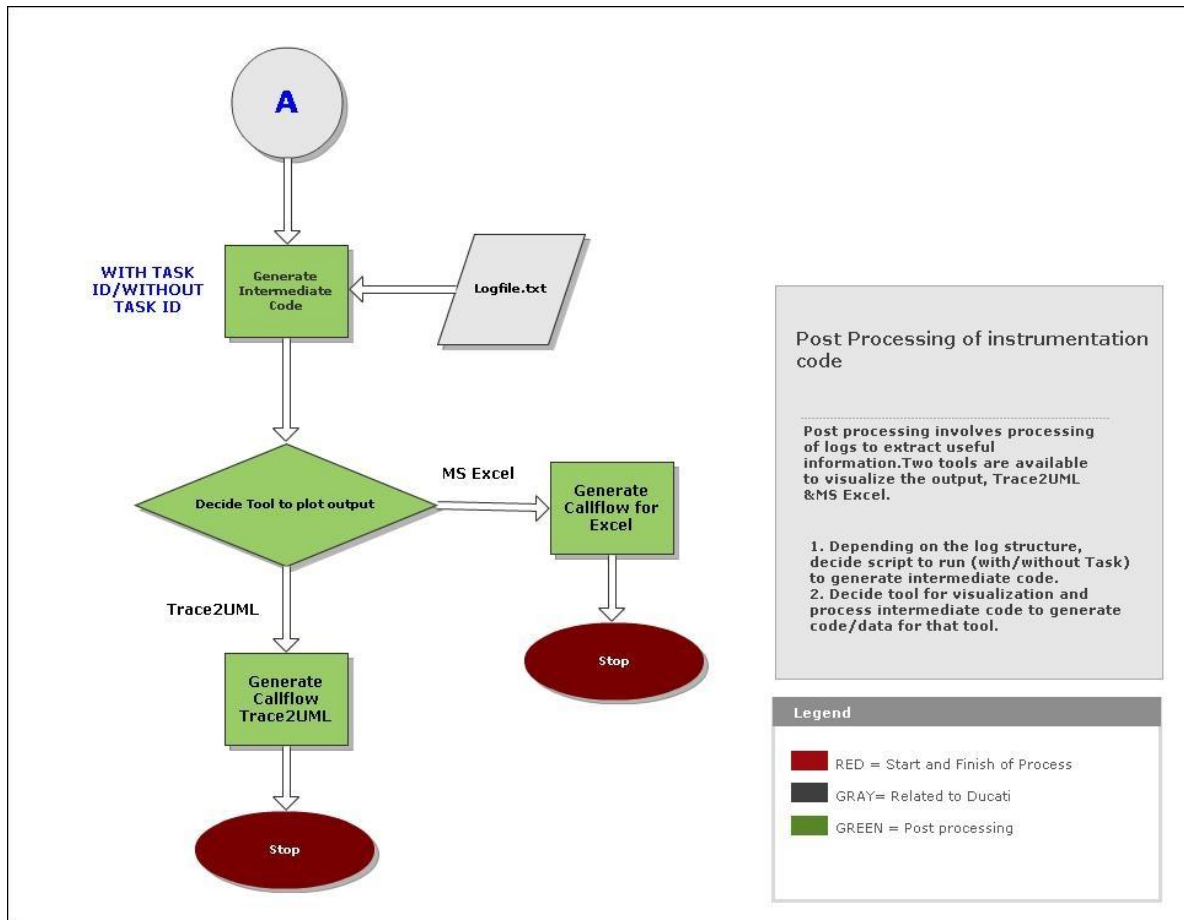 A
WITH TASK
ID/WITHOUT
TASK ID
Generate
Intermediate
Code
Logfile.txt
Decide Tool to plot output
MS Excel
Generate
Callflow for
Excel
Stop
Trace2UML
Generate
Callflow
Trace2UML
Stop
Post Processing of instrumentation
code
Post processing involves processing
of logs to extract useful
information.Two tools are available
to visualize the output, Trace2UML
&MS Excel.
1. Depending on the log structure,
decide script to run (with/without Task)
to generate intermediate code.
2. Decide tool for visualization and
process intermediate code to generate
code/data for that tool.
Legend
RED = Start and Finish of Process
GRAY= Related to Ducati
GREEN = Post processing